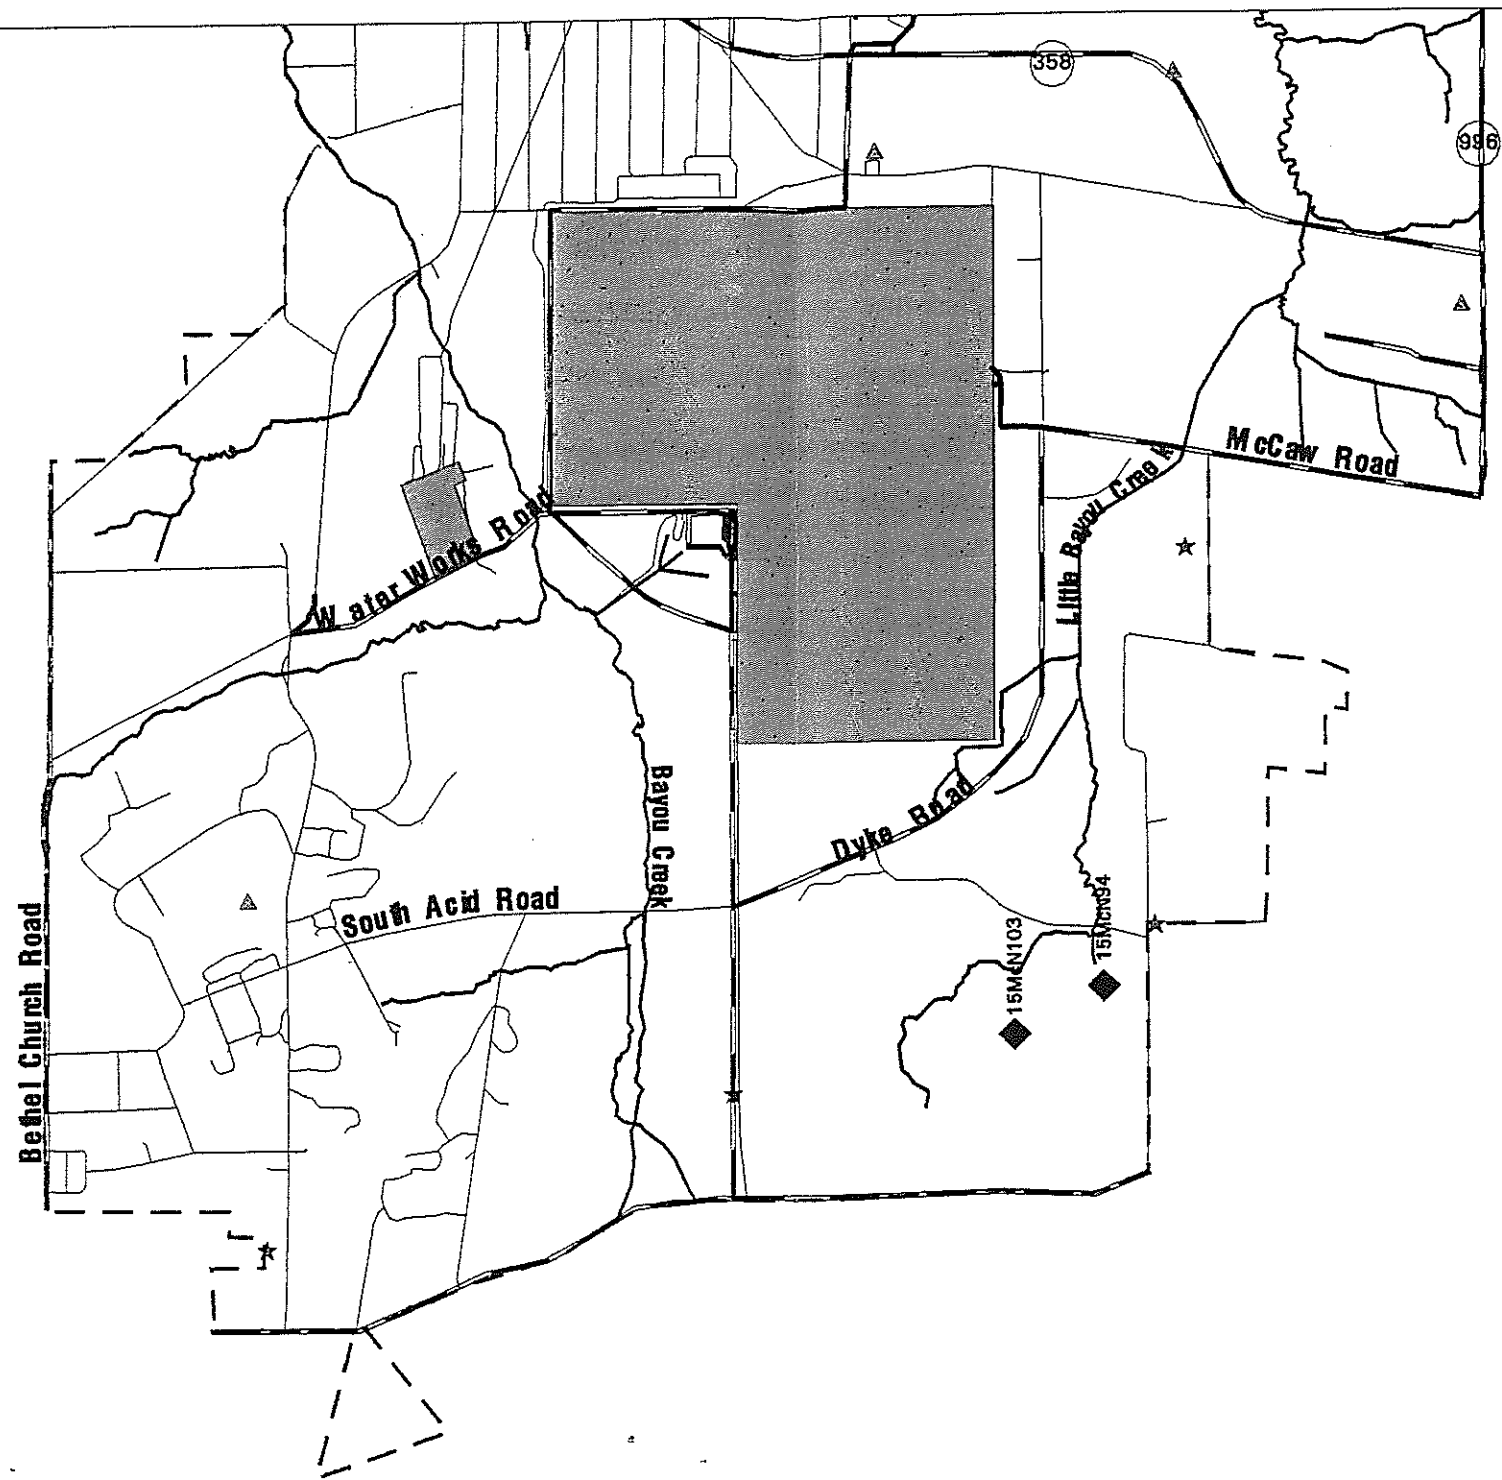 358
996
McCaw Road
Little Bayou Creek
Water Works Road
Bayou Creek
Dyke Road
South Acid Road
Bethel Church Road
15McN94
15McN103